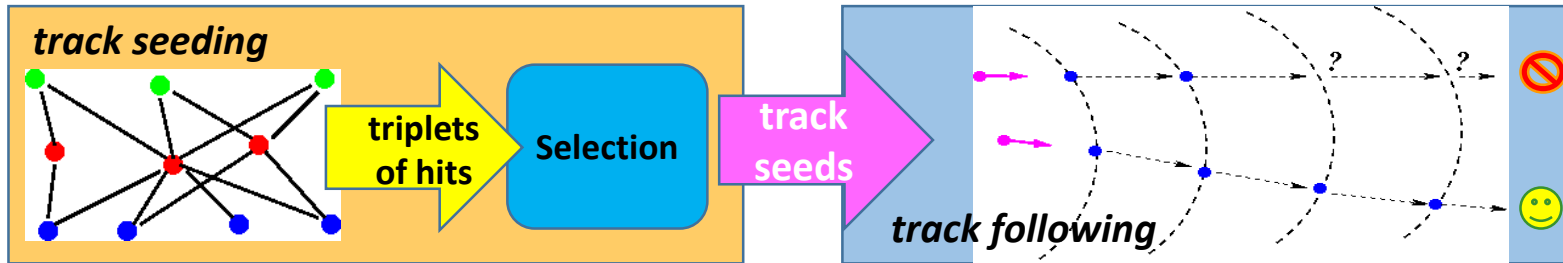 track seeding
triplets
of hits
Selection
track
seeds
? ?
track following